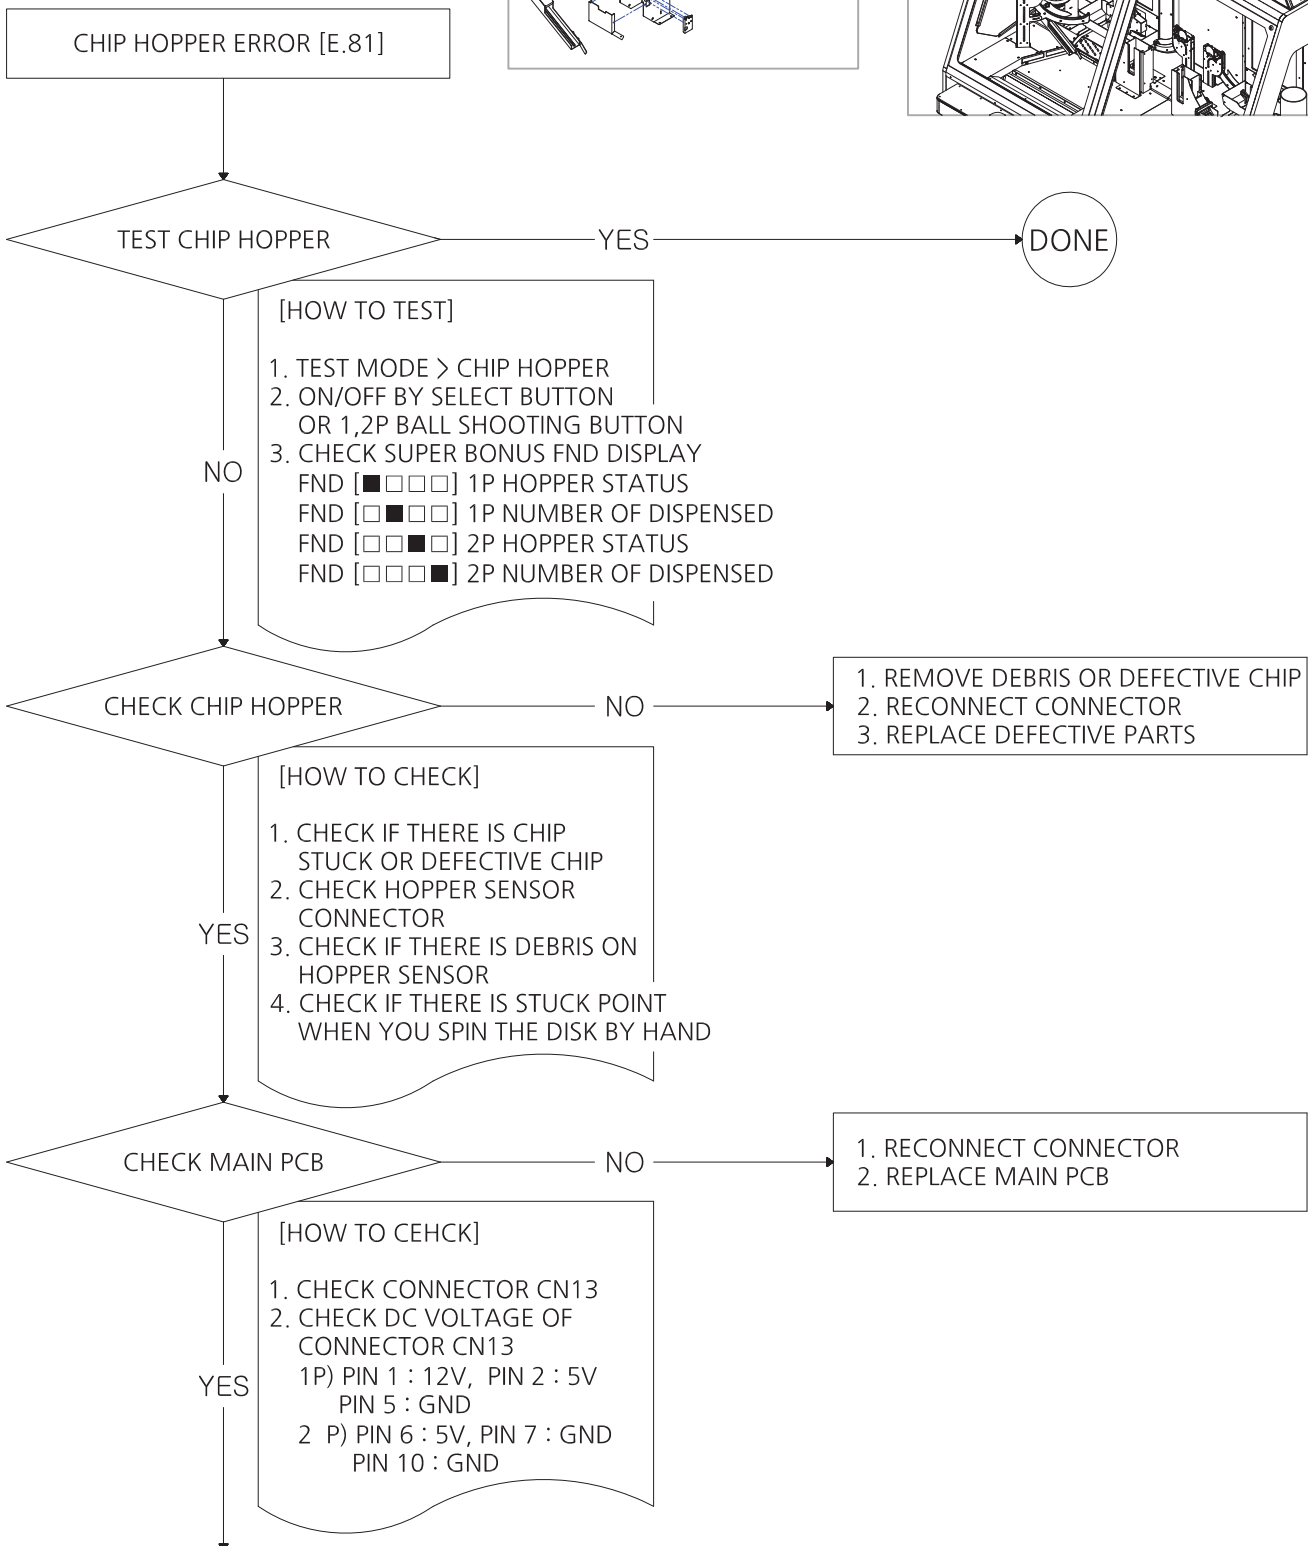 CHIP HOPPER ERROR [E.81]
TEST CHIP HOPPER
YES
DONE
[HOW TO TEST]
1. TEST MODE > CHIP HOPPER
2. ON/OFF BY SELECT BUTTON
OR 1,2P BALL SHOOTING BUTTON
3. CHECK SUPER BONUS FND DISPLAY
FND [■□□□] 1P HOPPER STATUS
FND [□■□□] 1P NUMBER OF DISPENSED
FND [□□■□] 2P HOPPER STATUS
FND [□□□■] 2P NUMBER OF DISPENSED
NO
CHECK CHIP HOPPER
NO
1. REMOVE DEBRIS OR DEFECTIVE CHIP
2. RECONNECT CONNECTOR
3. REPLACE DEFECTIVE PARTS
[HOW TO CHECK]
1. CHECK IF THERE IS CHIP
STUCK OR DEFECTIVE CHIP
2. CHECK HOPPER SENSOR
CONNECTOR
3. CHECK IF THERE IS DEBRIS ON
HOPPER SENSOR
4. CHECK IF THERE IS STUCK POINT
WHEN YOU SPIN THE DISK BY HAND
YES
CHECK MAIN PCB
NO
1. RECONNECT CONNECTOR
2. REPLACE MAIN PCB
[HOW TO CEHCK]
1. CHECK CONNECTOR CN13
2. CHECK DC VOLTAGE OF
CONNECTOR CN13
1P) PIN 1 : 12V, PIN 2 : 5V
PIN 5 : GND
2 P) PIN 6 : 5V, PIN 7 : GND
PIN 10 : GND
YES